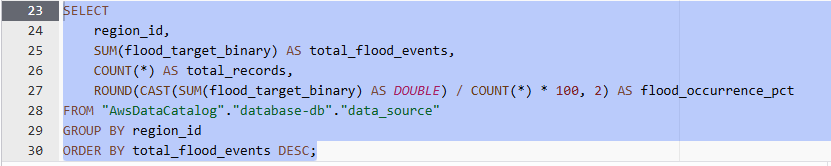 23 SELECT
24 region_id,
25 SUM(flood_target_binary) AS total_flood_events,
26 COUNT(*) AS total_records,
27 ROUND(CAST(SUM(flood_target_binary) AS DOUBLE) / COUNT(*) * 100, 2) AS flood_occurrence_pct
28 FROM "AwsDataCatalog"."database-db"."data_source"
29 GROUP BY region_id
30 ORDER BY total_flood_events DESC;